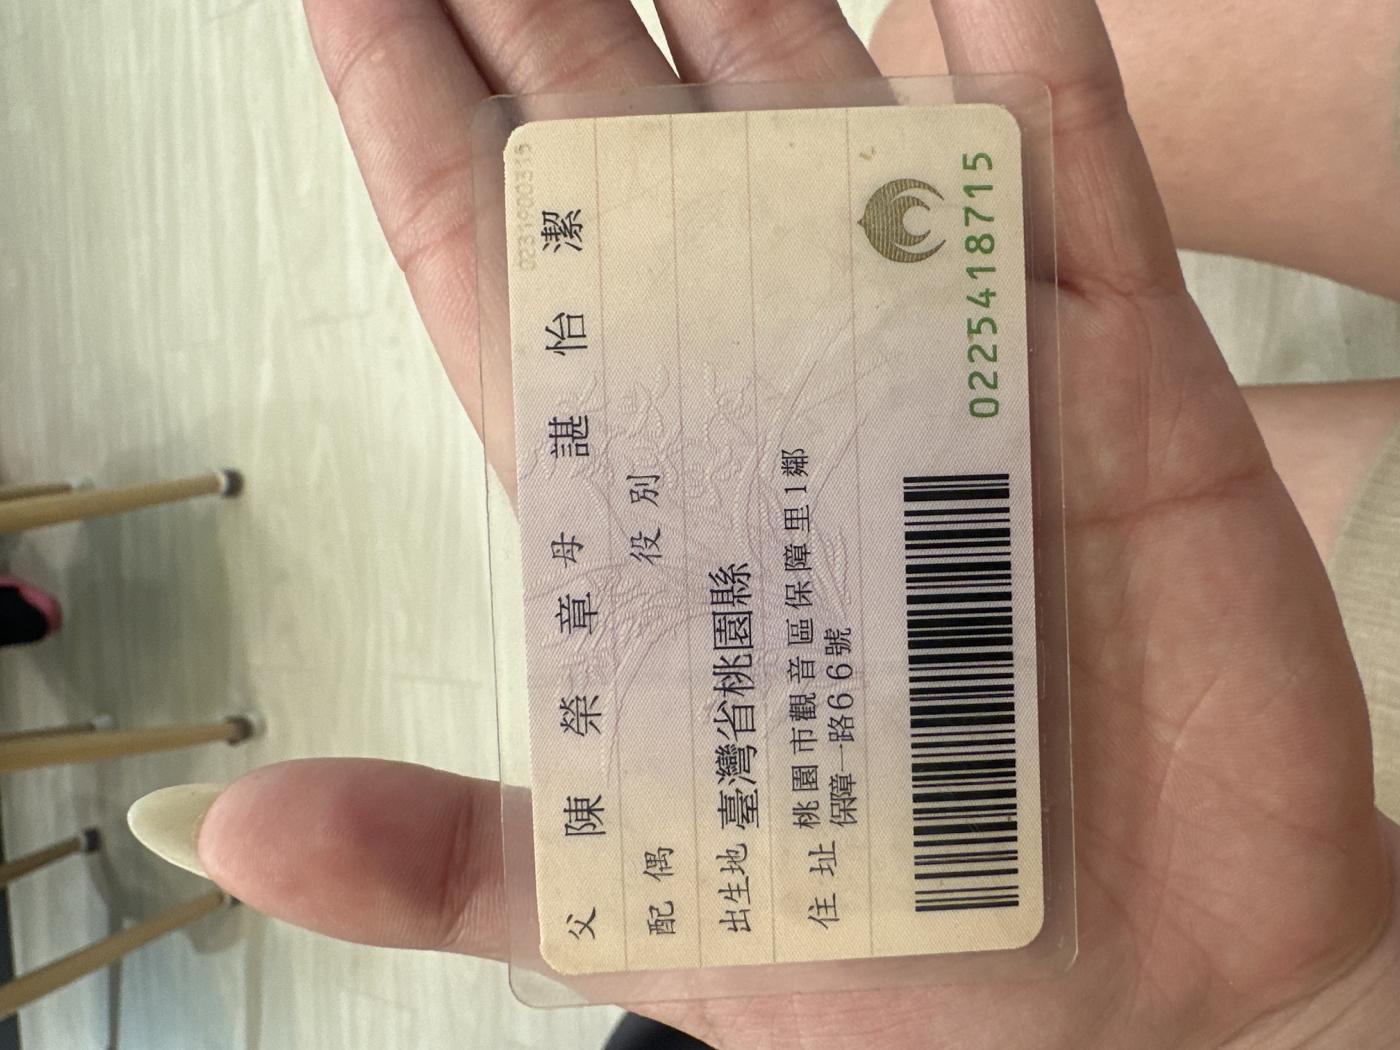 父 陳榮章 母 諶怡潔
配偶 役別
出生地 臺灣省桃園縣
住址 桃園市觀音區保障里1鄰
保障一路66號
0225418715